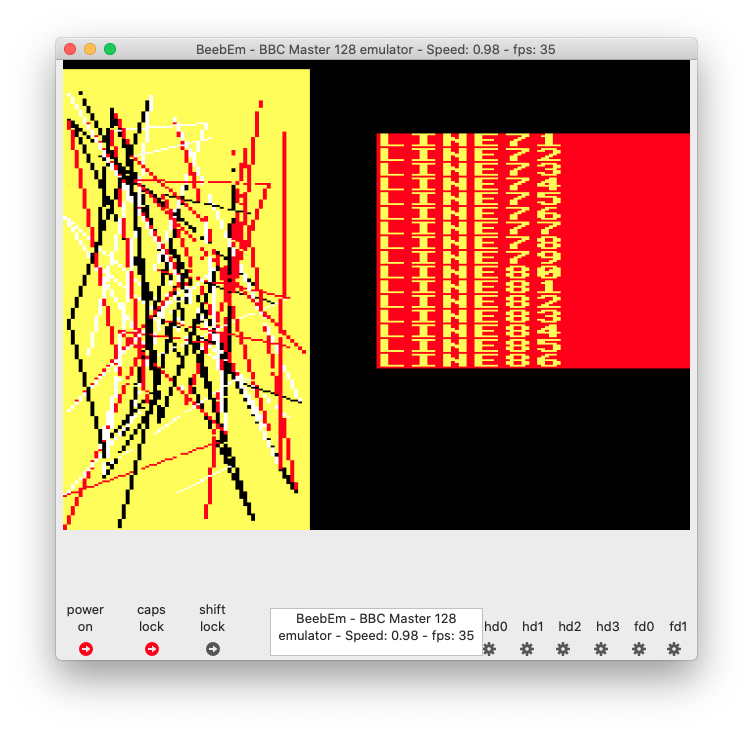 BeebEm - BBC Master 128 emulator - Speed: 0.98 - fps: 35
LINE71
LINE72
LINE73
LINE74
LINE75
LINE76
LINE77
LINE78
LINE79
LINE80
LINE81
LINE82
LINE83
LINE84
LINE85
LINE86
power on
caps lock
shift lock
BeebEm - BBC Master 128
emulator - Speed: 0.98 - fps: 35
hd0 hd1 hd2 hd3 fd0 fd1